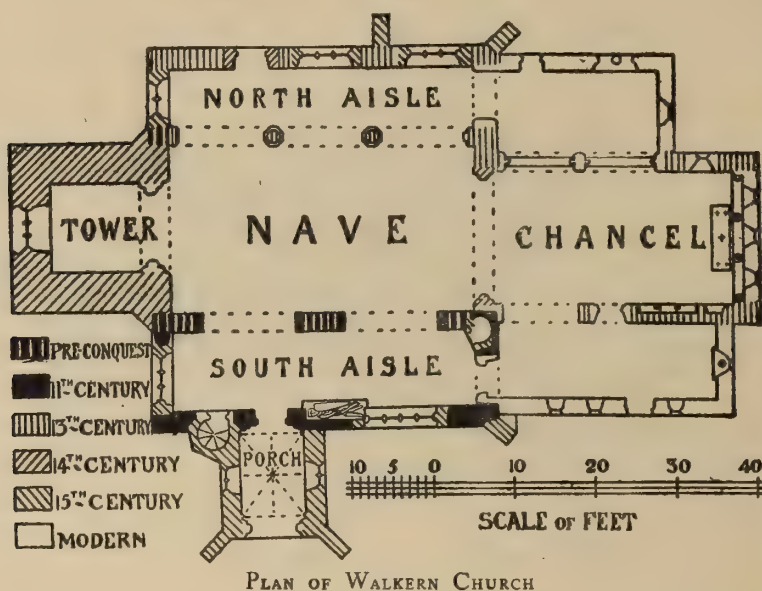 NORTH AISLE
TOWER
NAVE
CHANCEL
SOUTH AISLE
PORCH
PRE-CONQUEST
11TH CENTURY
13TH CENTURY
14TH CENTURY
15TH CENTURY
MODERN
10 5 0 10 20 30 40
SCALE OF FEET
PLAN OF WALKERN CHURCH